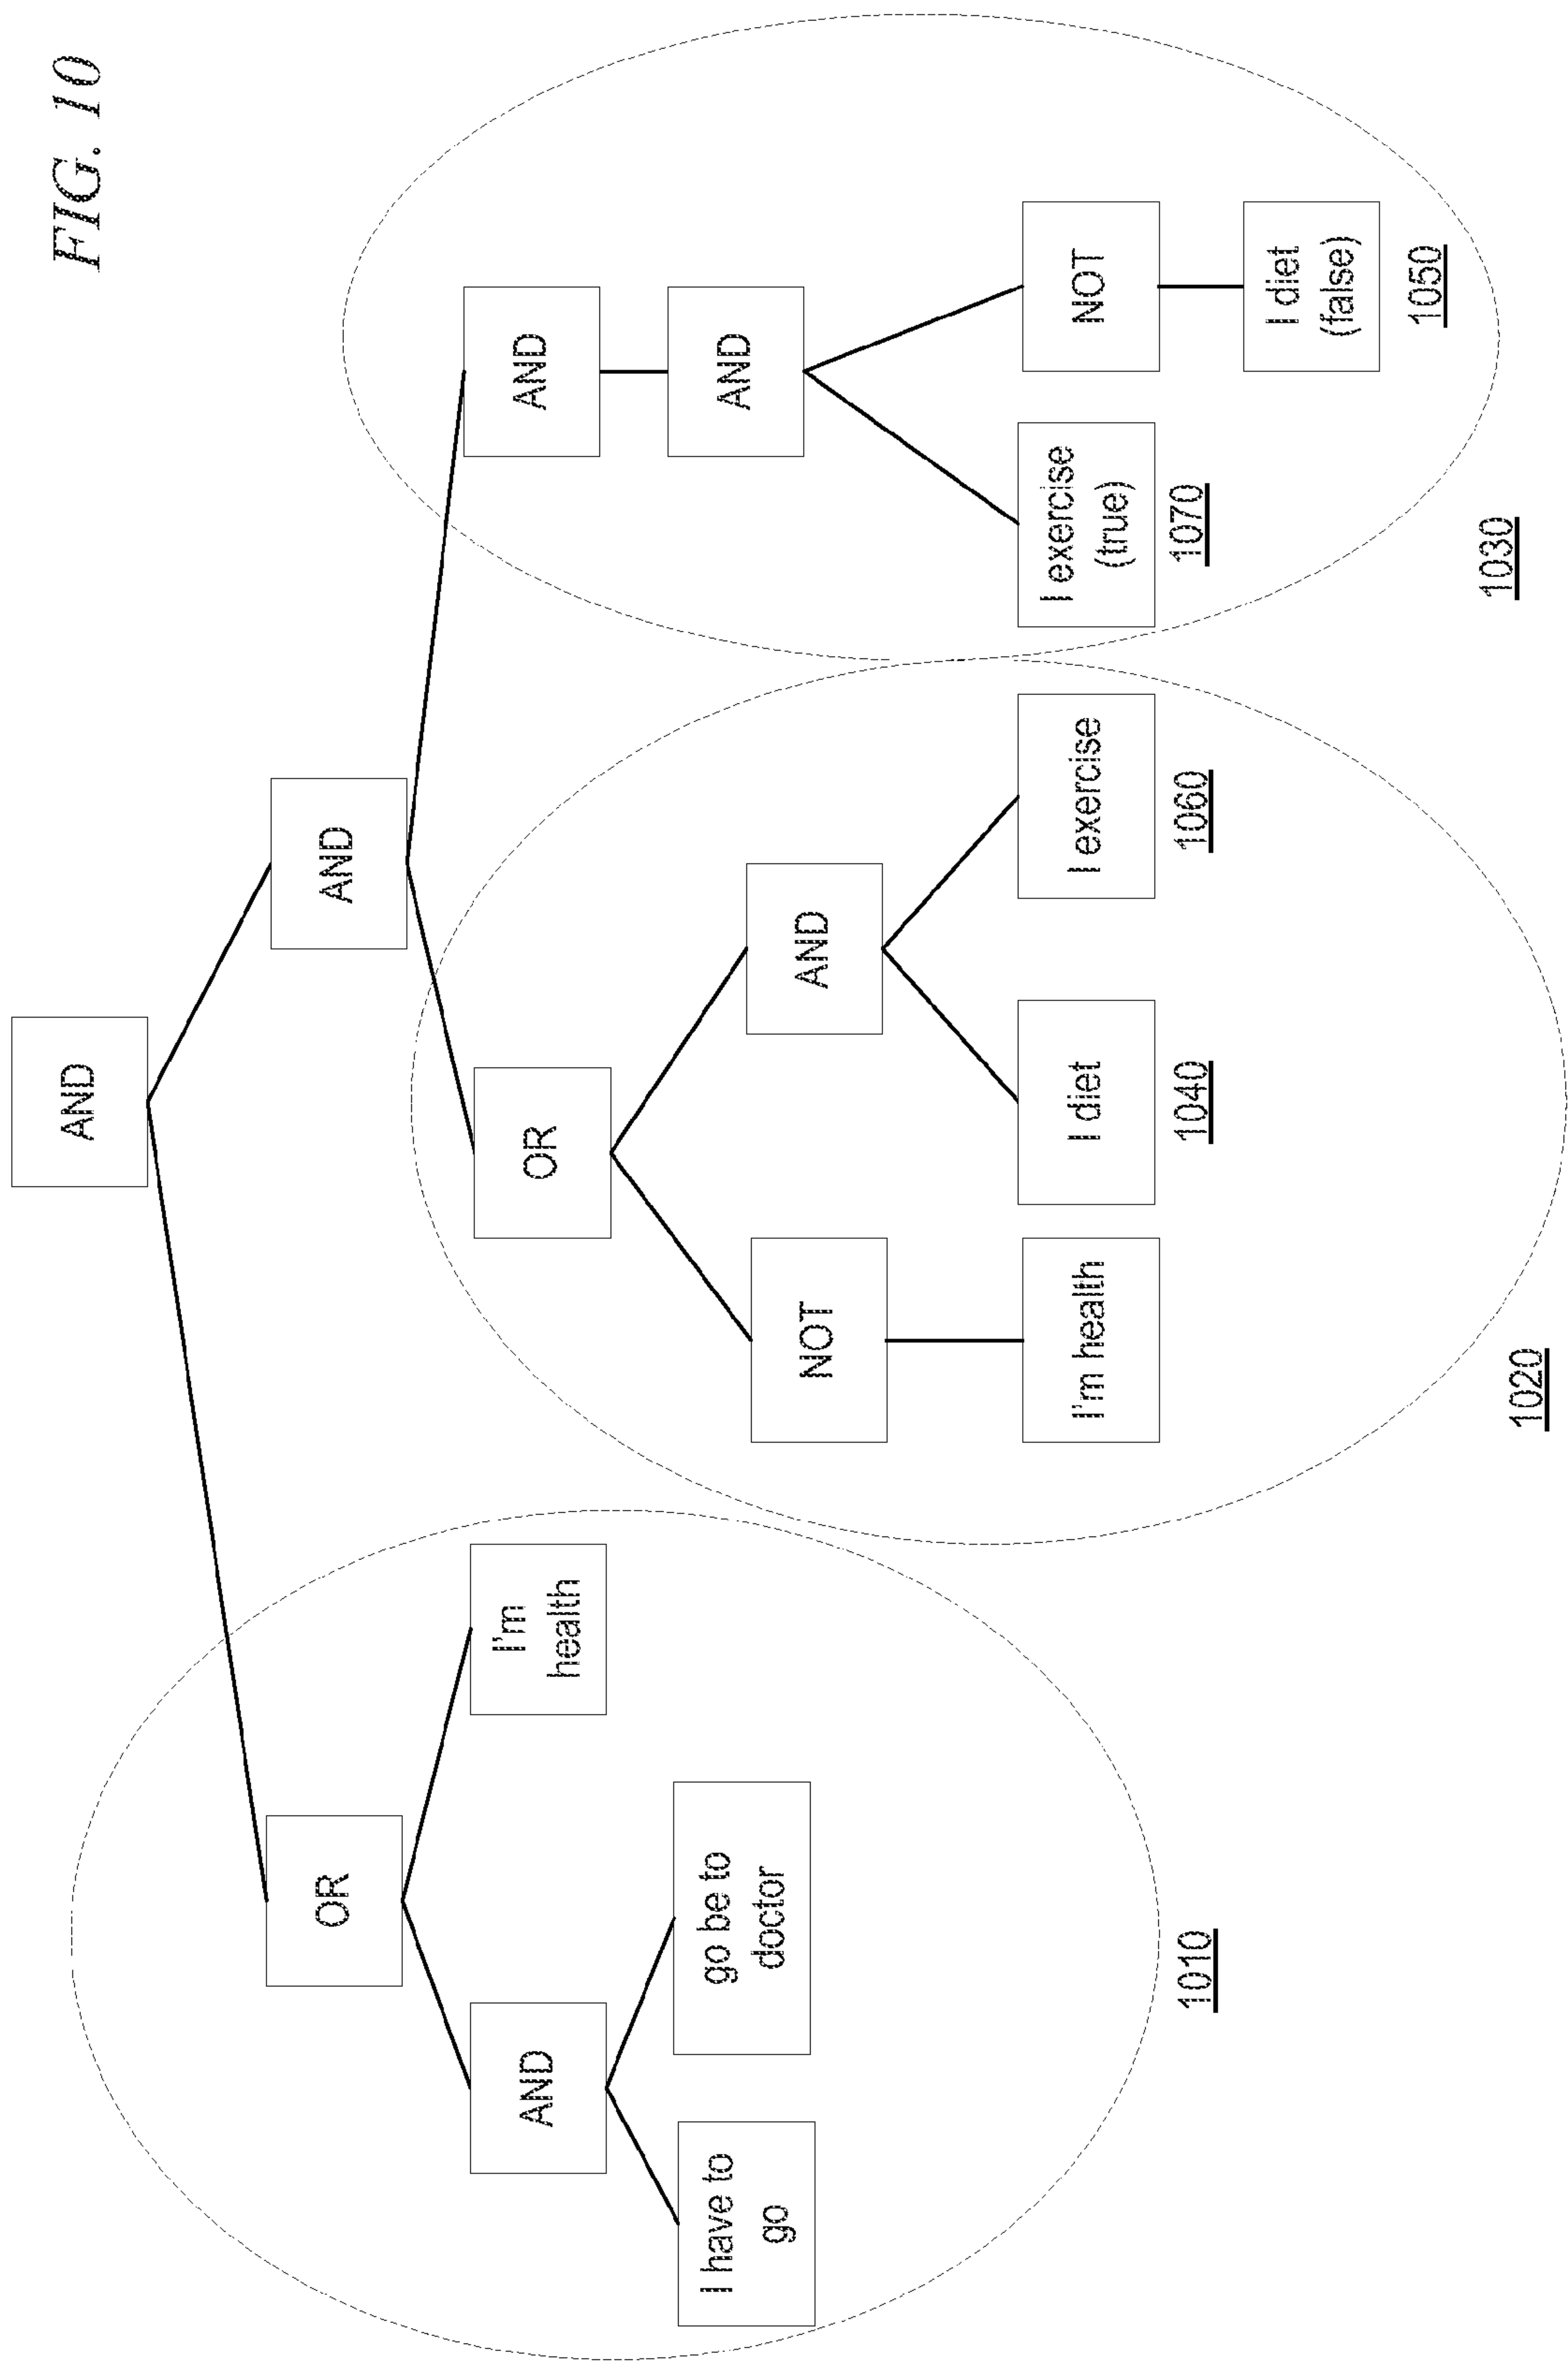 FIG. 10
AND
OR
AND
AND
I'm
health
OR
AND
I have to
go
go be to
doctor
NOT
AND
AND
I'm health
I diet
I exercise
I exercise
(true)
NOT
1010
1040
1060
1070
I diet
(false)
1050
1020
1030